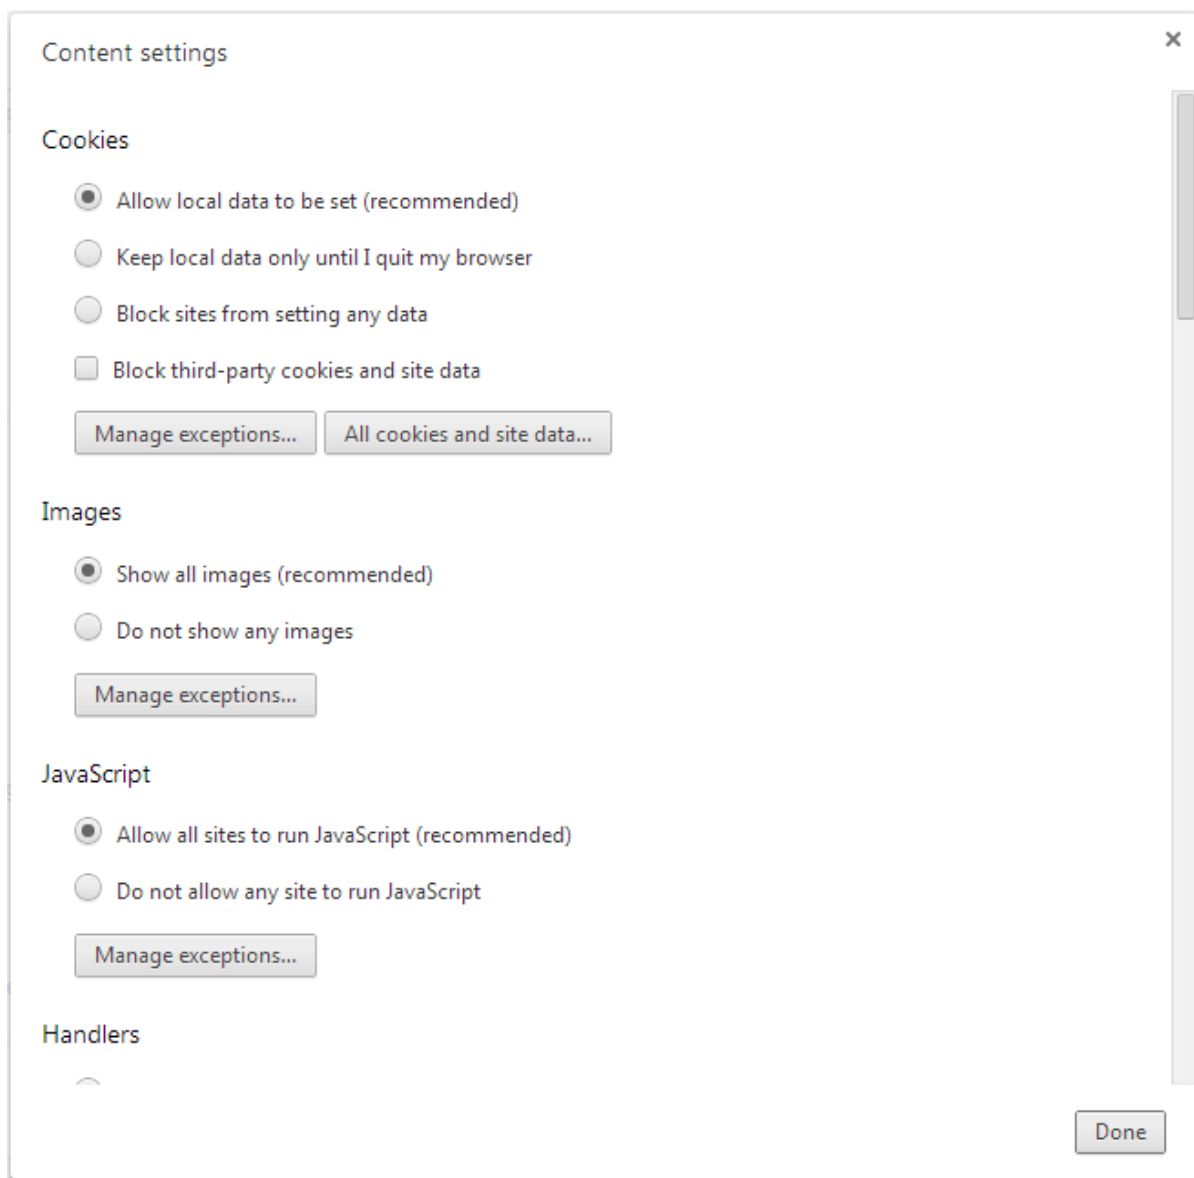 Content settings
Cookies
Allow local data to be set (recommended)
Keep local data only until I quit my browser
Block sites from setting any data
Block third-party cookies and site data
Manage exceptions... All cookies and site data...
Images
Show all images (recommended)
Do not show any images
Manage exceptions...
JavaScript
Allow all sites to run JavaScript (recommended)
Do not allow any site to run JavaScript
Manage exceptions...
Handlers
Done